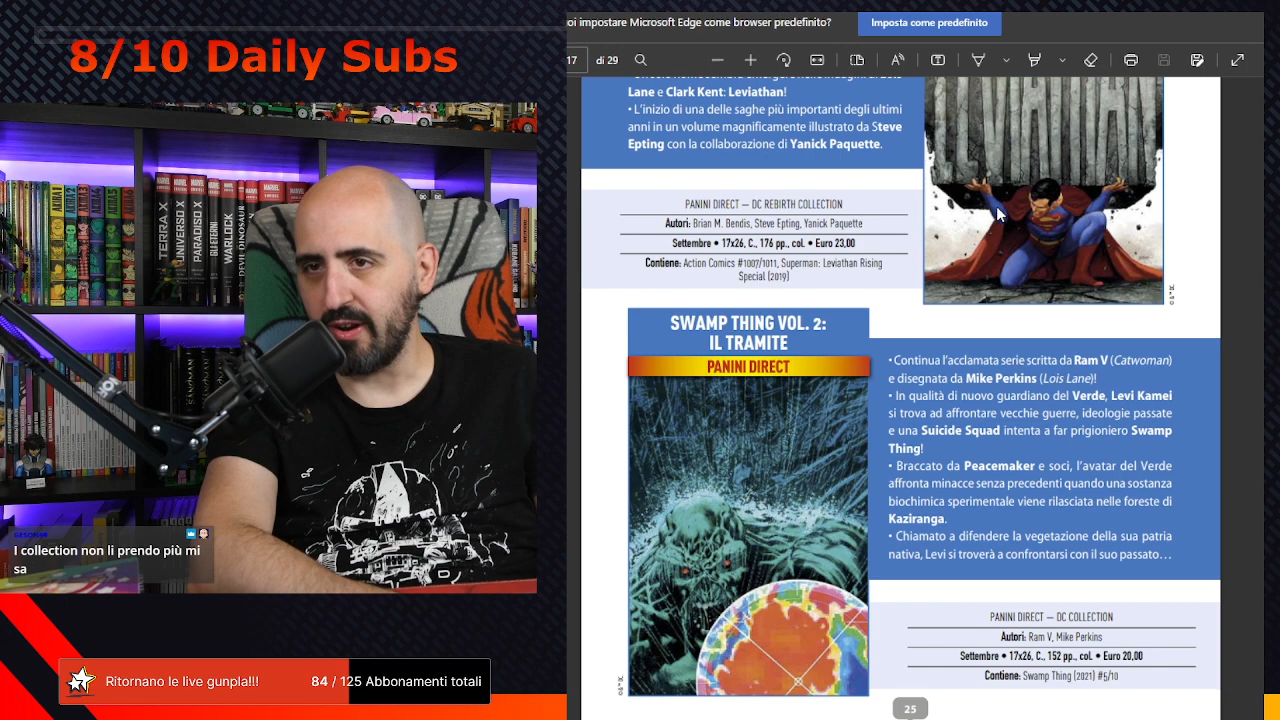 8/10 Daily Subs
oi impostare Microsoft Edge come browser predefinito?
Imposta come predefinito
17 di 29
Lane e Clark Kent: Leviathan!
• L'inizio di una delle saghe più importanti degli ultimi
anni in un volume magnificamente illustrato da Steve
Epting con la collaborazione di Yanick Paquette.
PANINI DIRECT — DC REBIRTH COLLECTION
Autori: Brian M. Bendis, Steve Epting, Yanick Paquette
Settembre • 17x26, C., 176 pp., col. • Euro 23,00
Contiene: Action Comics #1007/1011, Superman: Leviathan Rising
Special (2019)
LEVIATHAN
SWAMP THING VOL. 2:
IL TRAMITE
PANINI DIRECT
• Continua l'acclamata serie scritta da Ram V (Catwoman)
e disegnata da Mike Perkins (Lois Lane)!
• In qualità di nuovo guardiano del Verde, Levi Kamei
si trova ad affrontare vecchie guerre, ideologie passate
e una Suicide Squad intenta a far prigioniero Swamp
Thing!
• Braccato da Peacemaker e soci, l'avatar del Verde
affronta minacce senza precedenti quando una sostanza
biochimica sperimentale viene rilasciata nelle foreste di
Kaziranga.
• Chiamato a difendere la vegetazione della sua patria
nativa, Levi si troverà a confrontarsi con il suo passato…
PANINI DIRECT — DC COLLECTION
Autori: Ram V, Mike Perkins
Settembre • 17x26, C., 152 pp., col. • Euro 20,00
Contiene: Swamp Thing (2021) #5/10
25
MARVEL
TERRA X
UNIVERSO X
PARADISO X
GLI ETERNI
WARLOCK
DEVIL DINOSAUR
I collection non li prendo più mi
sa
Ritornano le live gunpla!!!
84 / 125 Abbonamenti totali